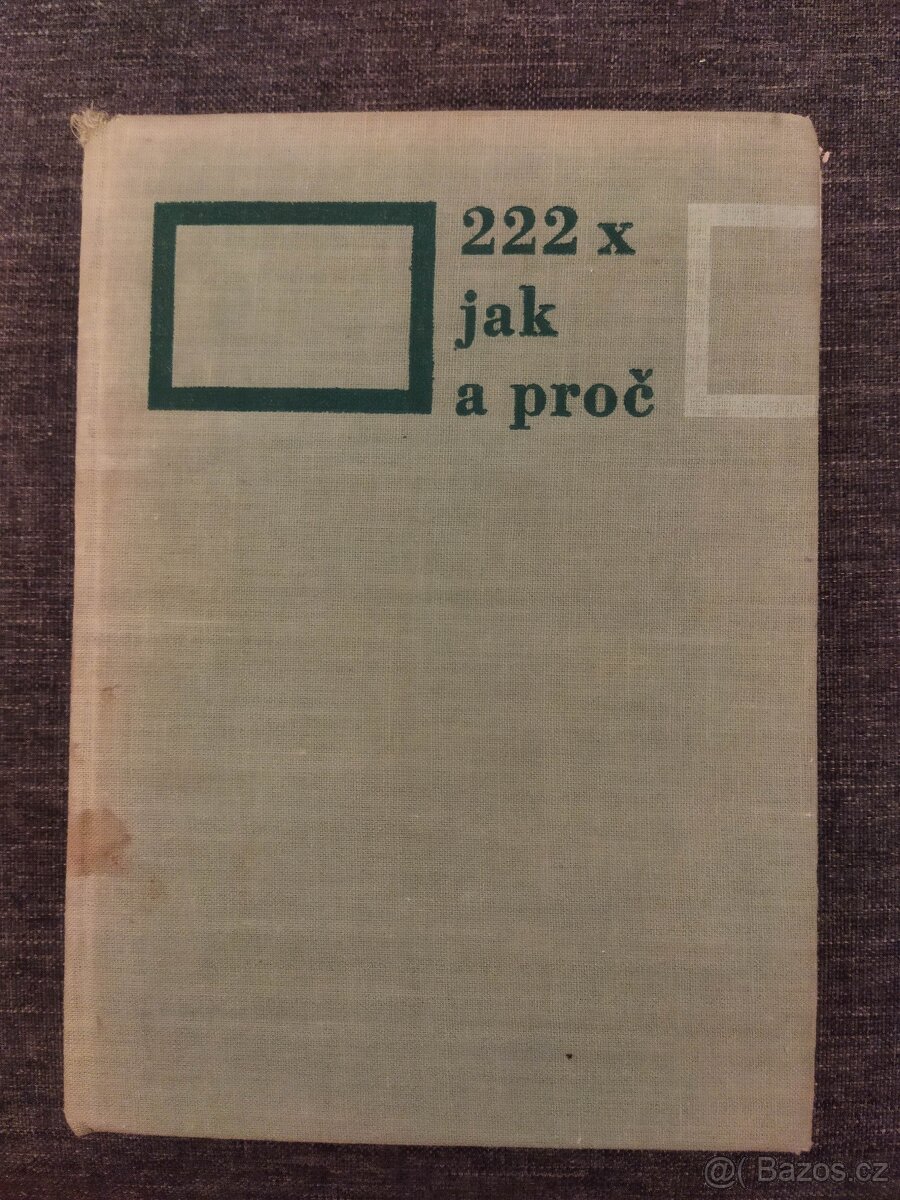 222 x
jak
a proč
@( Bazos.cz